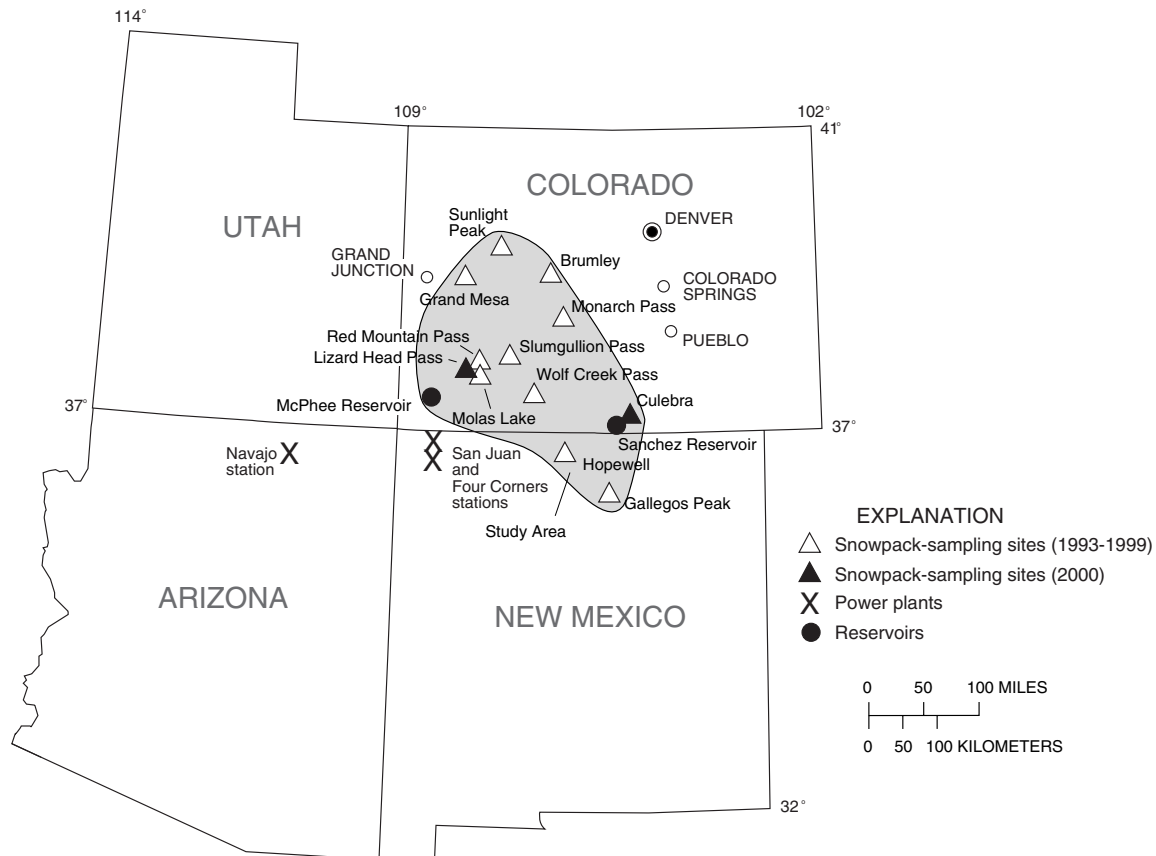 114°
109°
102°
41°
COLORADO
UTAH
Sunlight
Peak
DENVER
GRAND
JUNCTION
Brumley
COLORADO
SPRINGS
Grand Mesa
Monarch Pass
Red Mountain Pass
PUEBLO
Slumgullion Pass
Lizard Head Pass
Wolf Creek Pass
McPhee Reservoir
Culebra
37°
Molas Lake
37°
Sanchez Reservoir
Navajo
station
San Juan
and
Four Corners
stations
Hopewell
Gallegos Peak
Study Area
EXPLANATION
Snowpack-sampling sites (1993-1999)
Snowpack-sampling sites (2000)
X Power plants
Reservoirs
ARIZONA
NEW MEXICO
0 50 100 MILES
0 50 100 KILOMETERS
32°